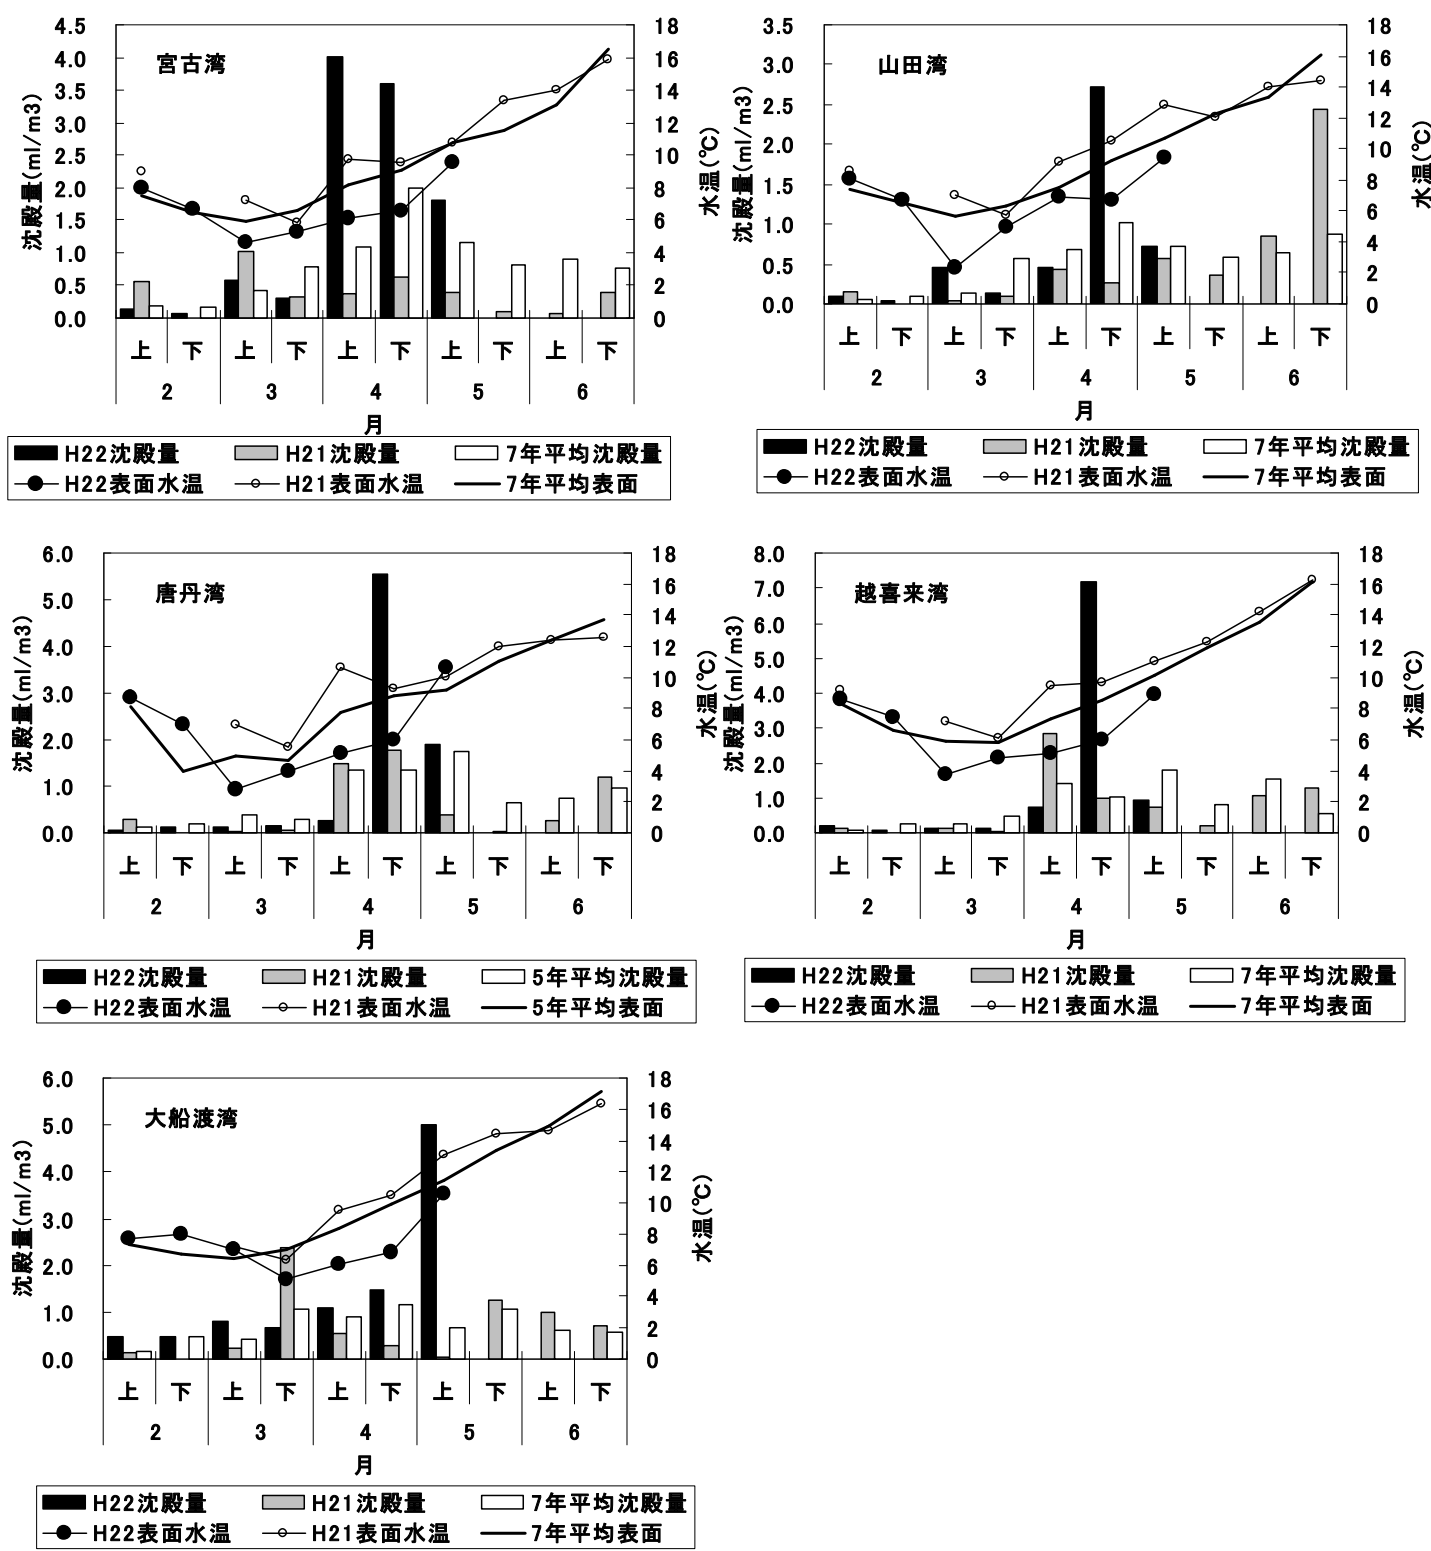 宮古湾
沈殿量(ml/m3)
4.5
4.0
3.5
3.0
2.5
2.0
1.5
1.0
0.5
0.0
18
16
14
12
10
8
6
4
2
0
水温(℃)
上 下 上 下 上 下 上 下 上 下
2 3 4 5 6
月
H22沈殿量 H21沈殿量 7年平均沈殿量
H22表面水温 H21表面水温 7年平均表面
山田湾
沈殿量(ml/m3)
3.5
3.0
2.5
2.0
1.5
1.0
0.5
0.0
18
16
14
12
10
8
6
4
2
0
水温(℃)
上 下 上 下 上 下 上 下 上 下
2 3 4 5 6
月
H22沈殿量 H21沈殿量 7年平均沈殿量
H22表面水温 H21表面水温 7年平均表面
唐丹湾
沈殿量(ml/m3)
6.0
5.0
4.0
3.0
2.0
1.0
0.0
18
16
14
12
10
8
6
4
2
0
水温(℃)
上 下 上 下 上 下 上 下 上 下
2 3 4 5 6
月
H22沈殿量 H21沈殿量 5年平均沈殿量
H22表面水温 H21表面水温 5年平均表面
越喜来湾
沈殿量(ml/m3)
8.0
7.0
6.0
5.0
4.0
3.0
2.0
1.0
0.0
18
16
14
12
10
8
6
4
2
0
水温(℃)
上 下 上 下 上 下 上 下 上 下
2 3 4 5 6
月
H22沈殿量 H21沈殿量 7年平均沈殿量
H22表面水温 H21表面水温 7年平均表面
大船渡湾
沈殿量(ml/m3)
6.0
5.0
4.0
3.0
2.0
1.0
0.0
18
16
14
12
10
8
6
4
2
0
水温(℃)
上 下 上 下 上 下 上 下 上 下
2 3 4 5 6
月
H22沈殿量 H21沈殿量 7年平均沈殿量
H22表面水温 H21表面水温 7年平均表面